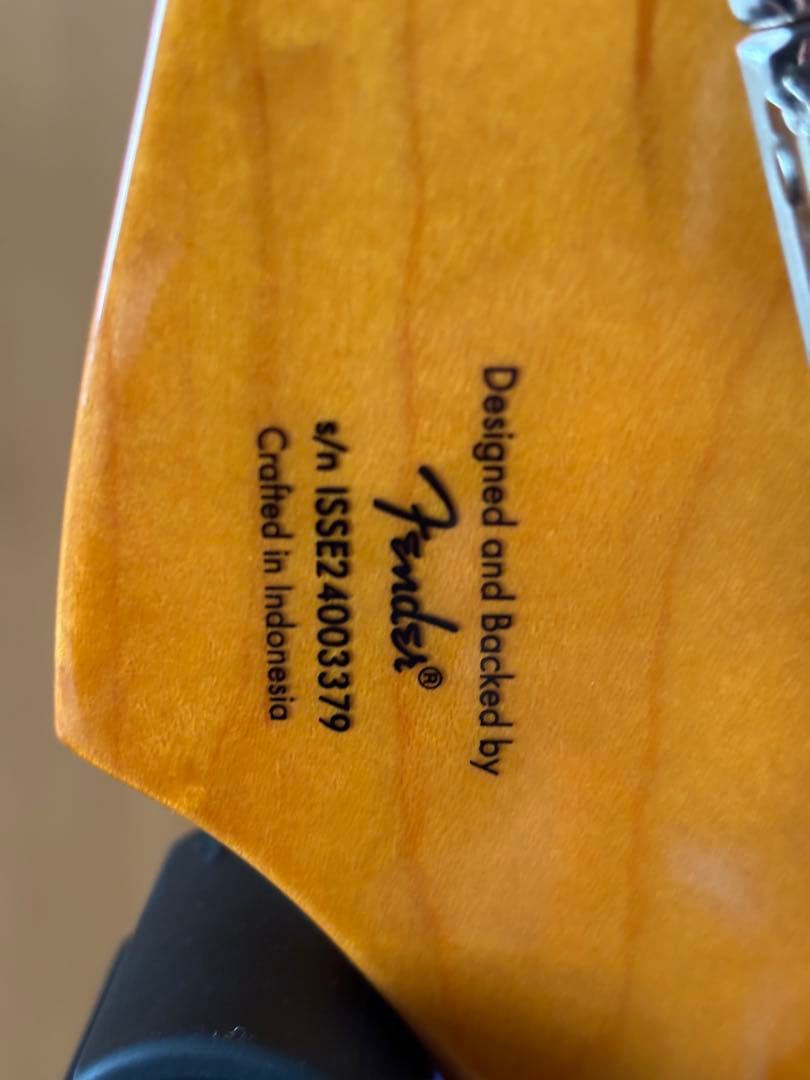 Designed and Backed by
Fender®
s/n ISSE24003379
Crafted in Indonesia